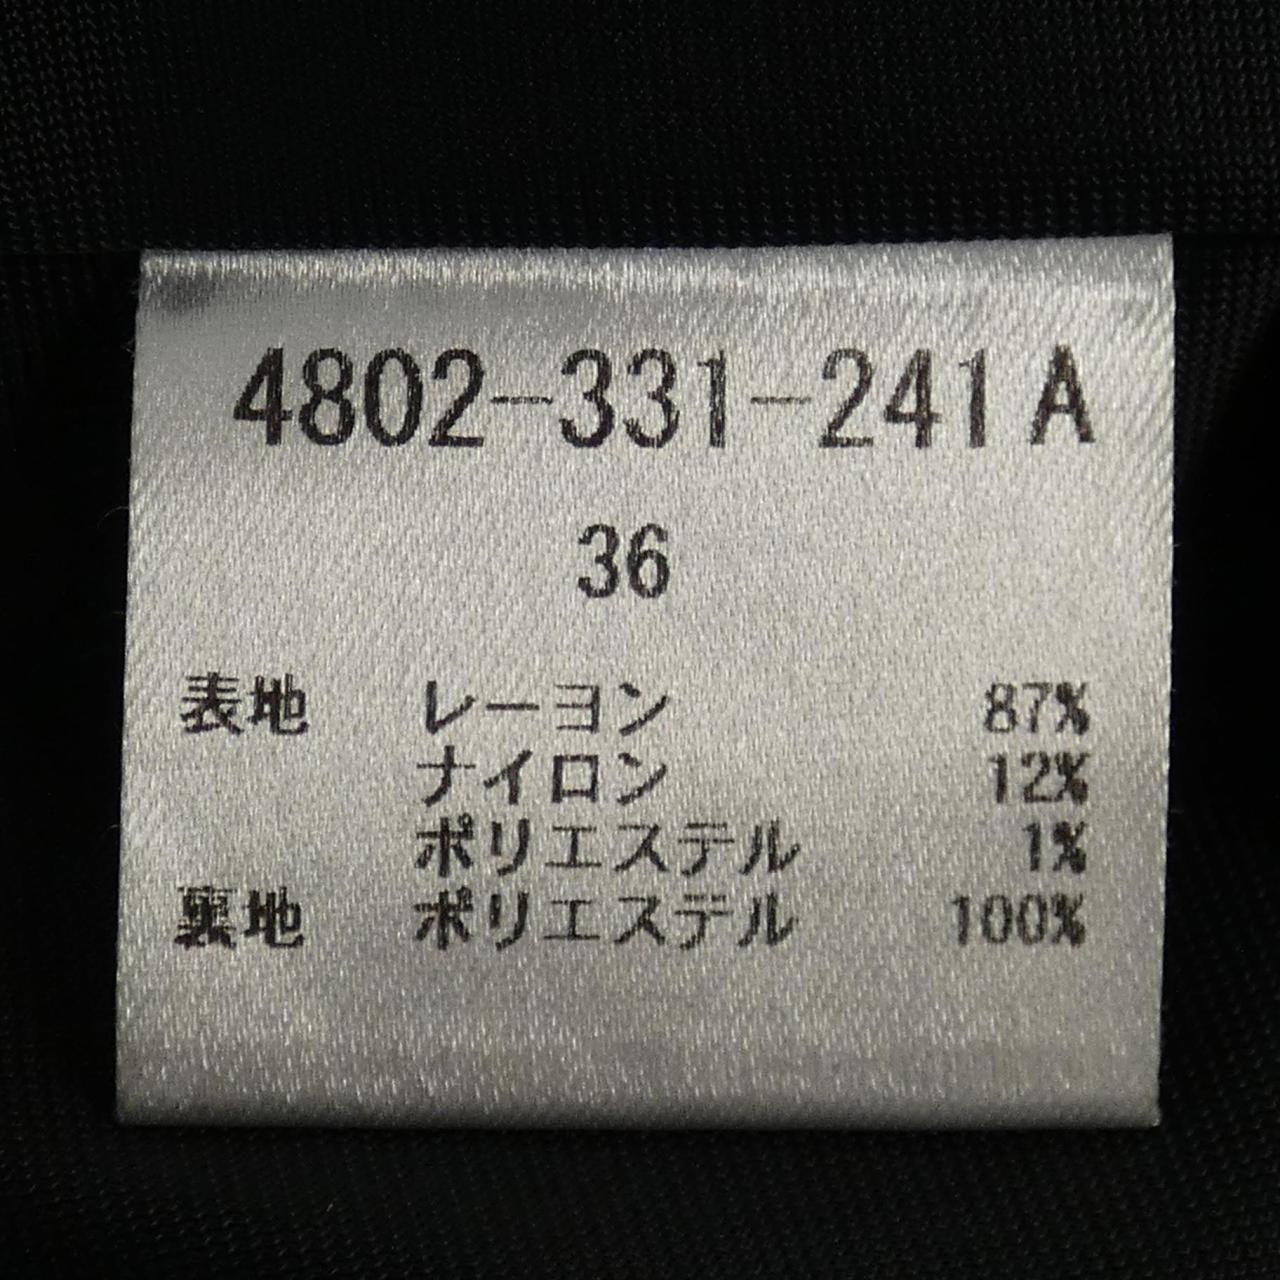 4802-331-241 A
36
表地 レーヨン 87%
ナイロン 12%
ポリエステル 1%
裏地 ポリエステル 100%